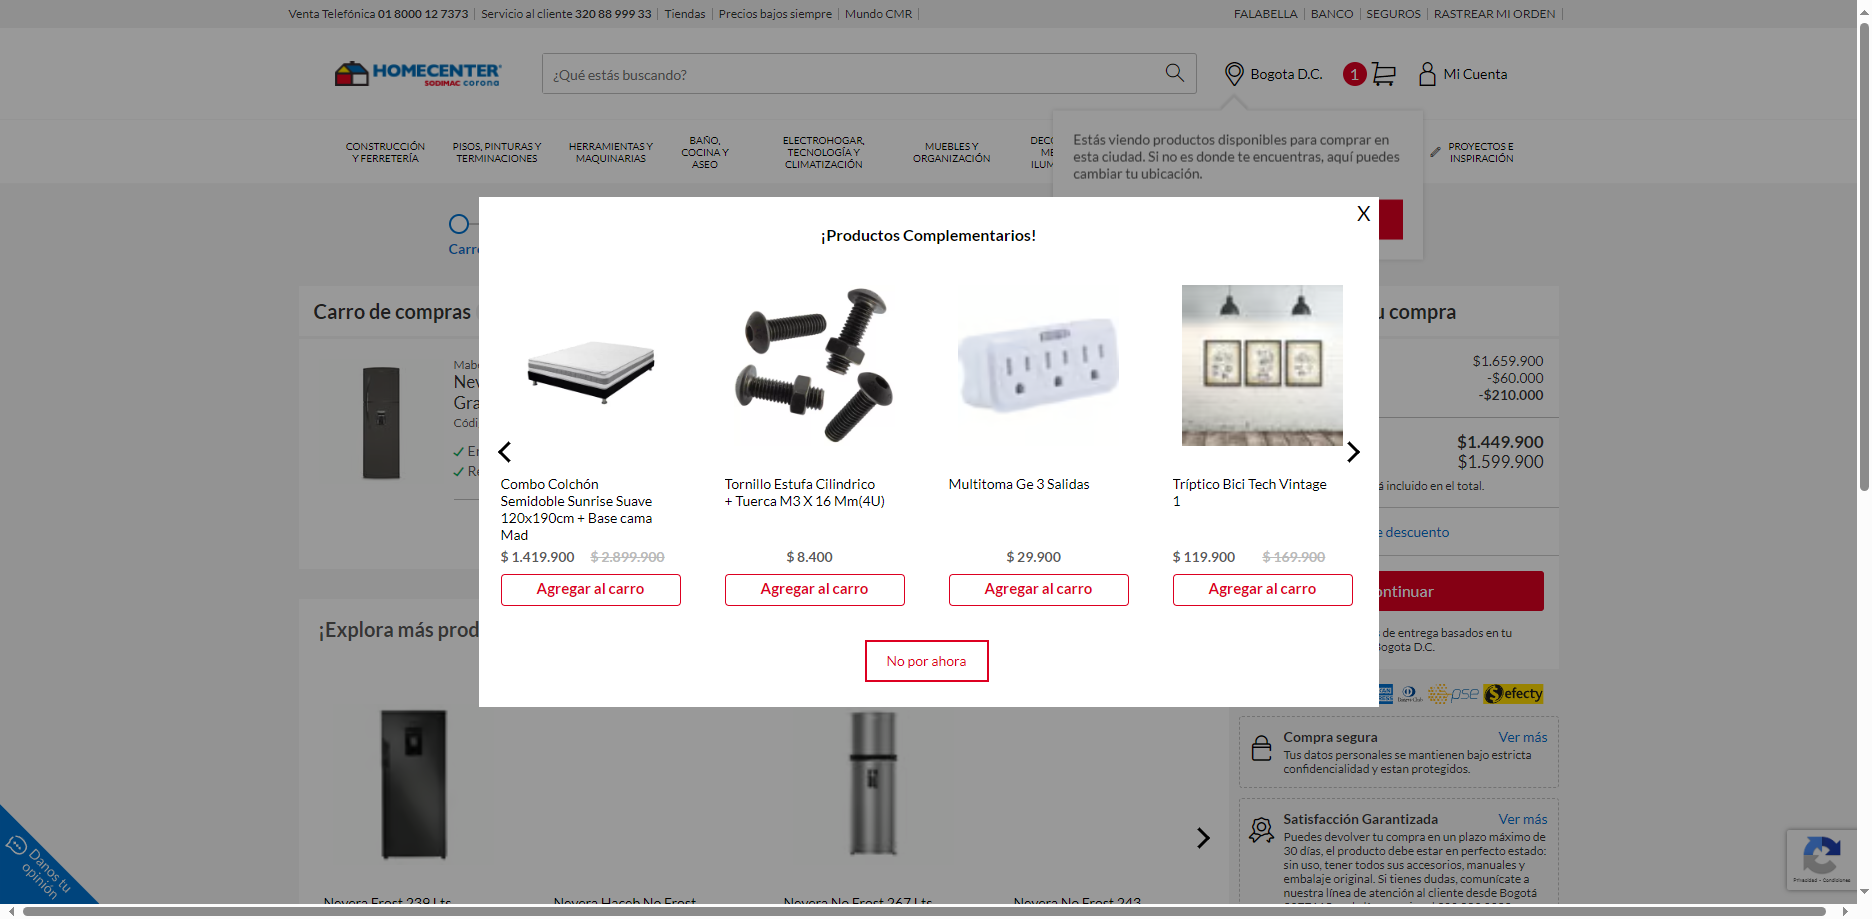 Venta Telefónica 01 8000 12 7373 Servicio al cliente 320 88 999 33 Tiendas Precios bajos siempre Mundo CMR
FALABELLA BANCO SEGUROS RASTREAR MI ORDEN
HOMECENTER
SODIMAC corona
¿Qué estás buscando?
Bogota D.C.
1
Mi Cuenta
CONSTRUCCIÓN
Y FERRETERÍA
PISOS, PINTURAS Y
TERMINACIONES
HERRAMIENTAS Y
MAQUINARIAS
BAÑO,
COCINA Y
ASEO
ELECTROHOGAR,
TECNOLOGÍA Y
CLIMATIZACIÓN
MUEBLES Y
ORGANIZACIÓN
DECO
ME
ILUM
PROYECTOS E
INSPIRACIÓN
Estás viendo productos disponibles para comprar en
esta ciudad. Si no es donde te encuentras, aquí puedes
cambiar tu ubicación.
Carro
X
¡Productos Complementarios!
Combo Colchón
Semidoble Sunrise Suave
120x190cm + Base cama
Mad
$ 1.419.900 $ 2.899.900
Agregar al carro
Tornillo Estufa Cilindrico
+ Tuerca M3 X 16 Mm(4U)
$ 8.400
Agregar al carro
Multitoma Ge 3 Salidas
$ 29.900
Agregar al carro
Tríptico Bici Tech Vintage
1
$ 119.900 $ 169.900
Agregar al carro
No por ahora
Carro de compras
Mabe
Nev
Gra
Códi
En
Re
u compra
$1.659.900
-$60.000
-$210.000
$1.449.900
$1.599.900
á incluido en el total.
e descuento
ontinuar
s de entrega basados en tu
Bogota D.C.
pse
Efecty
¡Explora más prod
Nevera Frost 239 Lts
Nevera Haceb No Frost
Nevera No Frost 267 Lts
Nevera No Frost 243
Compra segura Ver más
Tus datos personales se mantienen bajo estricta
confidencialidad y estan protegidos.
Satisfacción Garantizada Ver más
Puedes devolver tu compra en un plazo máximo de
30 días, el producto debe estar en perfecto estado:
sin uso, tener todos sus accesorios, manuales y
embalaje original. Si tienes dudas, comunícate a
nuestra línea de atención al cliente desde Bogotá
Danos tu
opinión
Privacidad - Condiciones